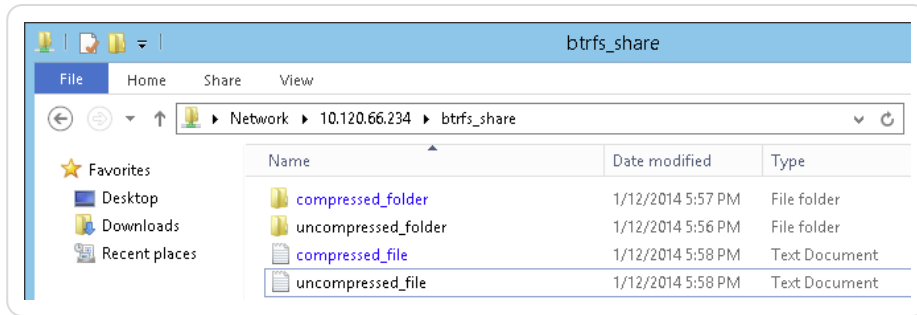 btrfs_share
File Home Share View
Network 10.120.66.234 btrfs_share
Favorites
Desktop
Downloads
Recent places
Name Date modified Type
compressed_folder 1/12/2014 5:57 PM File folder
uncompressed_folder 1/12/2014 5:56 PM File folder
compressed_file 1/12/2014 5:58 PM Text Document
uncompressed_file 1/12/2014 5:58 PM Text Document